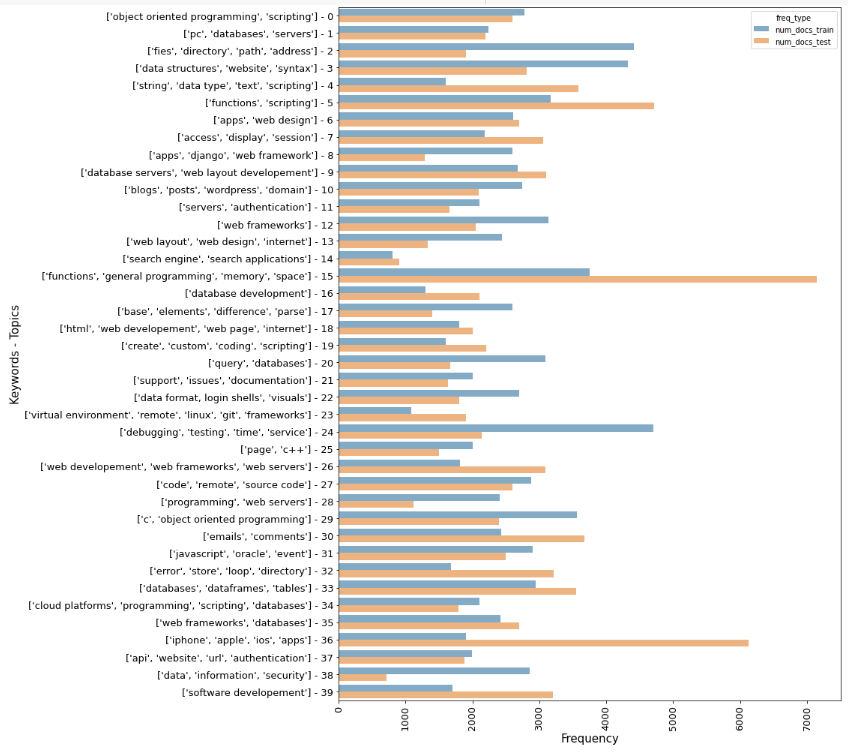 freq_type
num_docs_train
num_docs_test
['object oriented programming', 'scripting'] - 0
['pc', 'databases', 'servers'] - 1
['fies', 'directory', 'path', 'address'] - 2
['data structures', 'website', 'syntax'] - 3
['string', 'data type', 'text', 'scripting'] - 4
['functions', 'scripting'] - 5
['apps', 'web design'] - 6
['access', 'display', 'session'] - 7
['apps', 'django', 'web framework'] - 8
['database servers', 'web layout developement'] - 9
['blogs', 'posts', 'wordpress', 'domain'] - 10
['servers', 'authentication'] - 11
['web frameworks'] - 12
['web layout', 'web design', 'internet'] - 13
['search engine', 'search applications'] - 14
['functions', 'general programming', 'memory', 'space'] - 15
['database development'] - 16
['base', 'elements', 'difference', 'parse'] - 17
['html', 'web developement', 'web page', 'internet'] - 18
['create', 'custom', 'coding', 'scripting'] - 19
['query', 'databases'] - 20
['support', 'issues', 'documentation'] - 21
['data format, login shells', 'visuals'] - 22
['virtual environment', 'remote', 'linux', 'git', 'frameworks'] - 23
['debugging', 'testing', 'time', 'service'] - 24
['page', 'c++'] - 25
['web developement', 'web frameworks', 'web servers'] - 26
['code', 'remote', 'source code'] - 27
['programming', 'web servers'] - 28
['c', 'object oriented programming'] - 29
['emails', 'comments'] - 30
['javascript', 'oracle', 'event'] - 31
['error', 'store', 'loop', 'directory'] - 32
['databases', 'dataframes', 'tables'] - 33
['cloud platforms', 'programming', 'scripting', 'databases'] - 34
['web frameworks', 'databases'] - 35
['iphone', 'apple', 'ios', 'apps'] - 36
['api', 'website', 'url', 'authentication'] - 37
['data', 'information', 'security'] - 38
['software developement'] - 39
Keywords - Topics
0 1000 2000 3000 4000 5000 6000 7000
Frequency